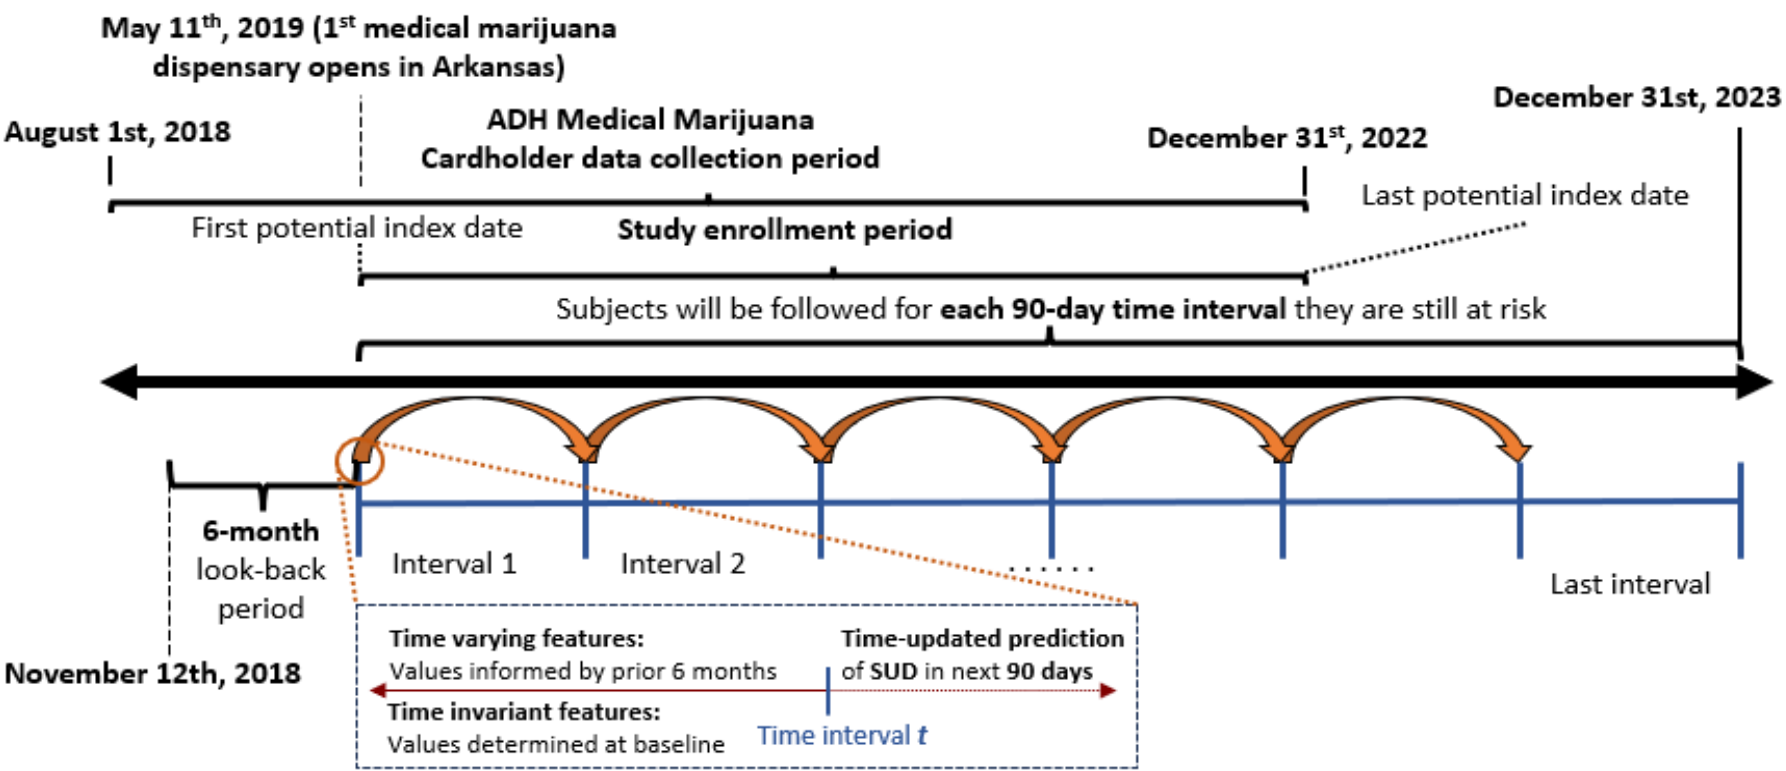 May 11th, 2019 (1st medical marijuana
dispensary opens in Arkansas)
August 1st, 2018
ADH Medical Marijuana
Cardholder data collection period
December 31st, 2022
December 31st, 2023
Last potential index date
First potential index date
Study enrollment period
Subjects will be followed for each 90-day time interval they are still at risk
6-month
look-back
period
November 12th, 2018
Interval 1
Interval 2
......
Last interval
Time varying features:
Values informed by prior 6 months
Time invariant features:
Values determined at baseline
Time-updated prediction
of SUD in next 90 days
Time interval t